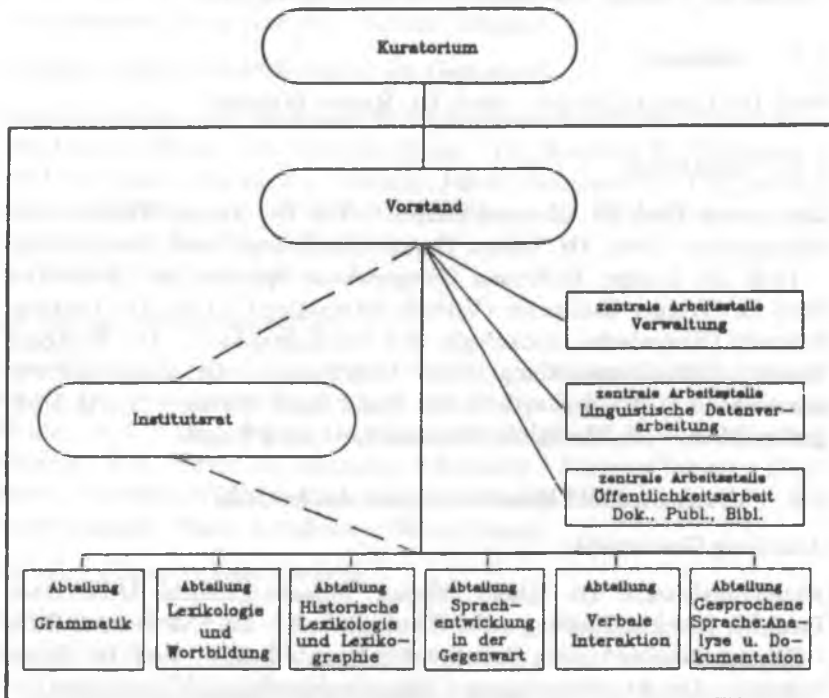 Kuratorium
Vorstand
zentrale Arbeitsstelle
Verwaltung
Institutsrat
zentrale Arbeitsstelle
Linguistische Datenver-
arbeitung
zentrale Arbeitsstelle
Öffentlichkeitsarbeit
Dok., Publ., Bibl.
Abteilung
Grammatik
Abteilung
Lexikologie
und
Wortbildung
Abteilung
Historische
Lexikologie
und Lexiko-
graphie
Abteilung
Sprach-
entwicklung
in der
Gegenwart
Abteilung
Verbale
Interaktion
Abteilung
Gesprochene
Sprache:Ana-
lyse u. Do-
kumentation